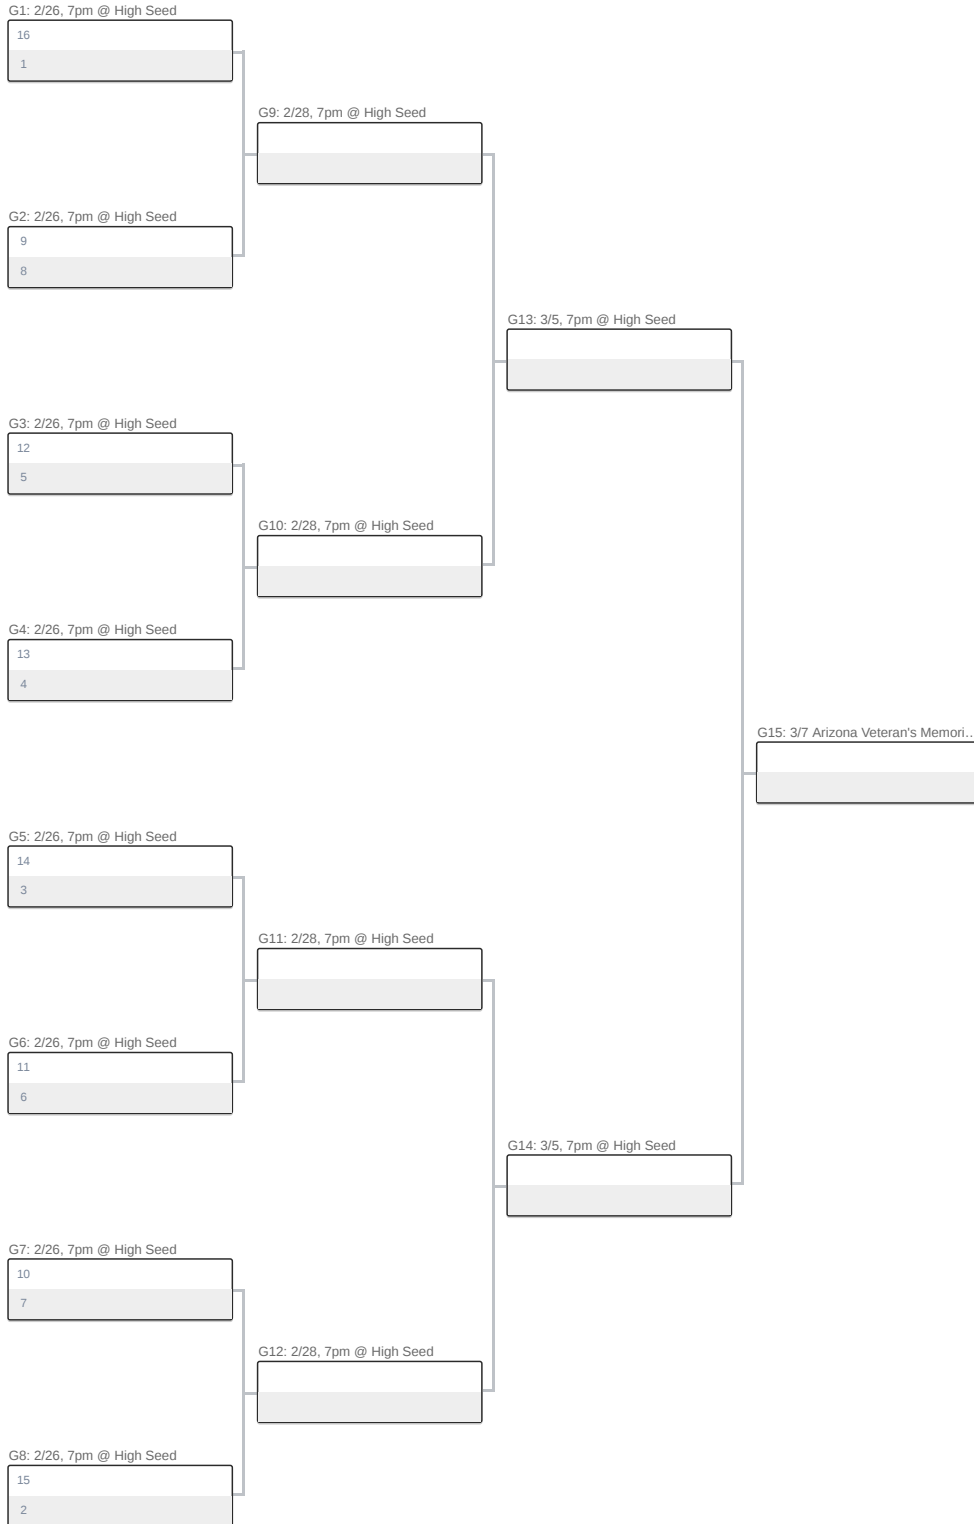 G1: 2/26, 7pm @ High Seed
16
1
G9: 2/28, 7pm @ High Seed
G2: 2/26, 7pm @ High Seed
9
8
G13: 3/5, 7pm @ High Seed
G3: 2/26, 7pm @ High Seed
12
5
G10: 2/28, 7pm @ High Seed
G4: 2/26, 7pm @ High Seed
13
4
G15: 3/7 Arizona Veteran's Memori...
G5: 2/26, 7pm @ High Seed
14
3
G11: 2/28, 7pm @ High Seed
G6: 2/26, 7pm @ High Seed
11
6
G14: 3/5, 7pm @ High Seed
G7: 2/26, 7pm @ High Seed
10
7
G12: 2/28, 7pm @ High Seed
G8: 2/26, 7pm @ High Seed
15
2